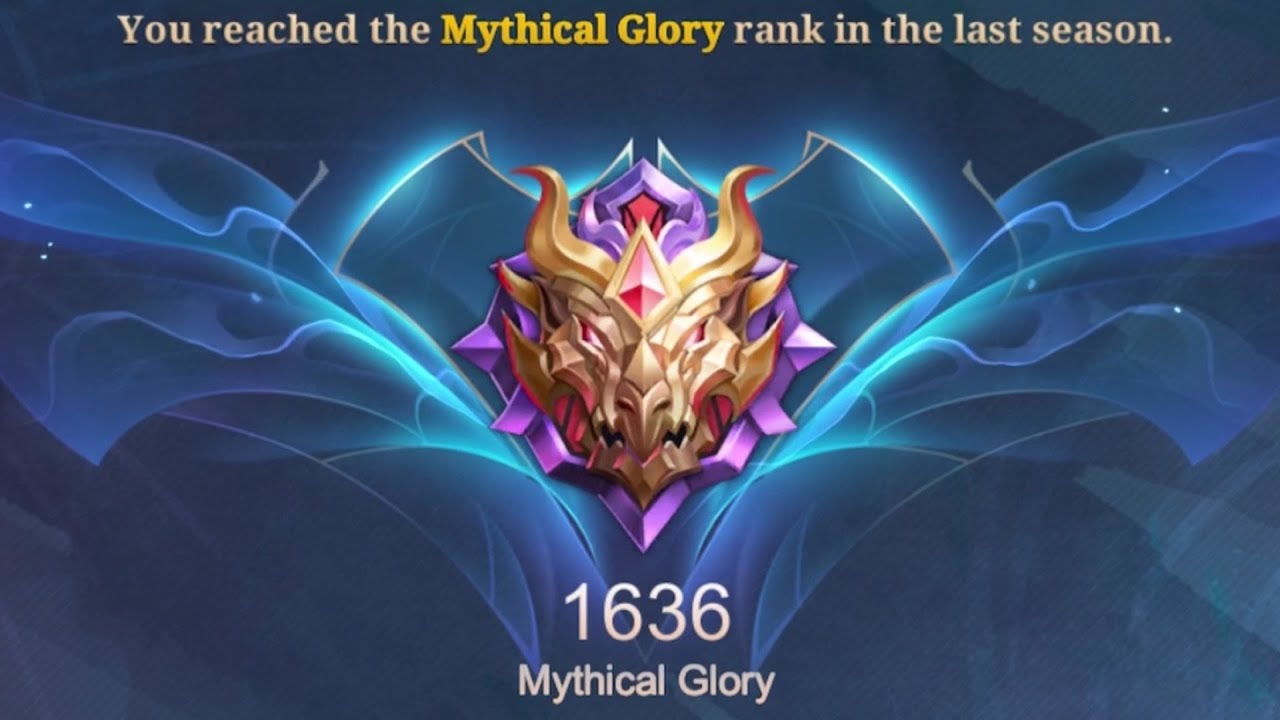 You reached the Mythical Glory rank in the last season.
1636
Mythical Glory